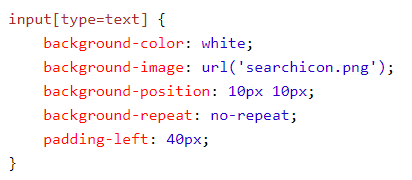 input[type=text] {
    background-color: white;
    background-image: url('searchicon.png');
    background-position: 10px 10px;
    background-repeat: no-repeat;
    padding-left: 40px;
}